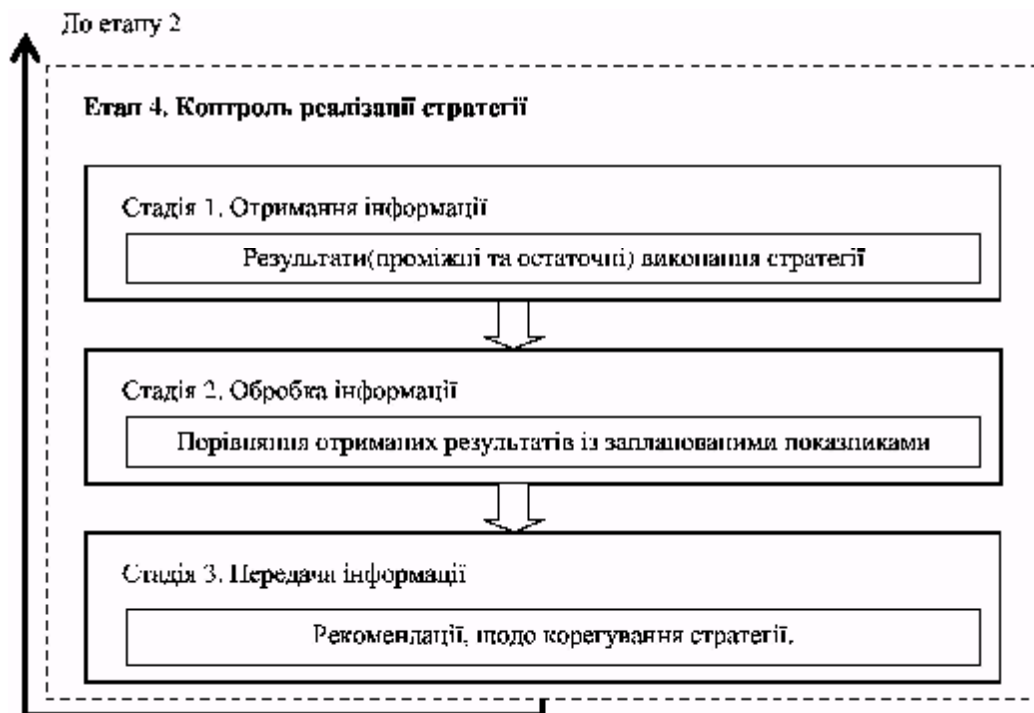 До етапу 2
Етап 4. Контроль реалізації стратегії
Стадія 1. Отримання інформації
Результати(проміжні та остаточні) виконання стратегії
Стадія 2. Обробка інформації
Порівняння отриманих результатів із запланованими показниками
Стадія 3. Передача інформації
Рекомендації, щодо корегування стратегії.